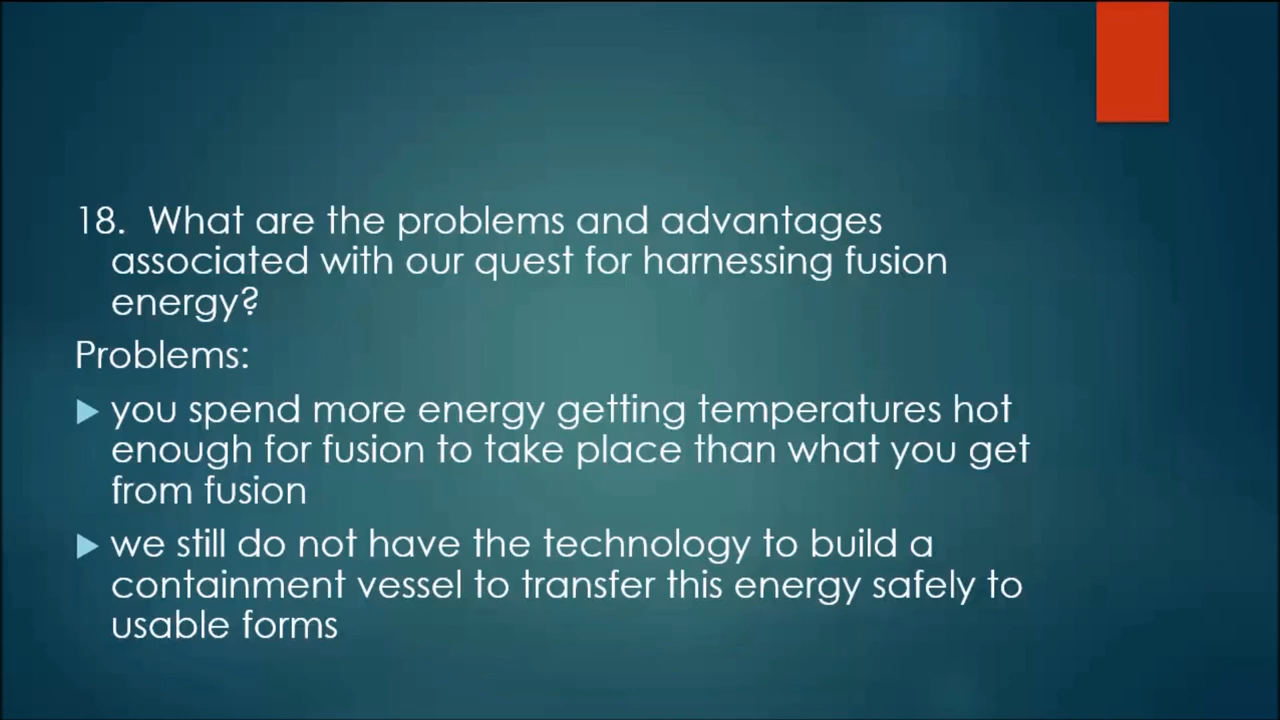 18.  What are the problems and advantages
associated with our quest for harnessing fusion
energy?
Problems:
you spend more energy getting temperatures hot
enough for fusion to take place than what you get
from fusion
we still do not have the technology to build a
containment vessel to transfer this energy safely to
usable forms